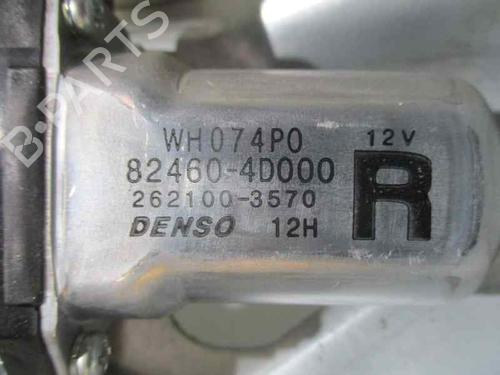 B-PARTS
WH074P0
12V
82460-4D000
R
262100-3570
DENSO
12H